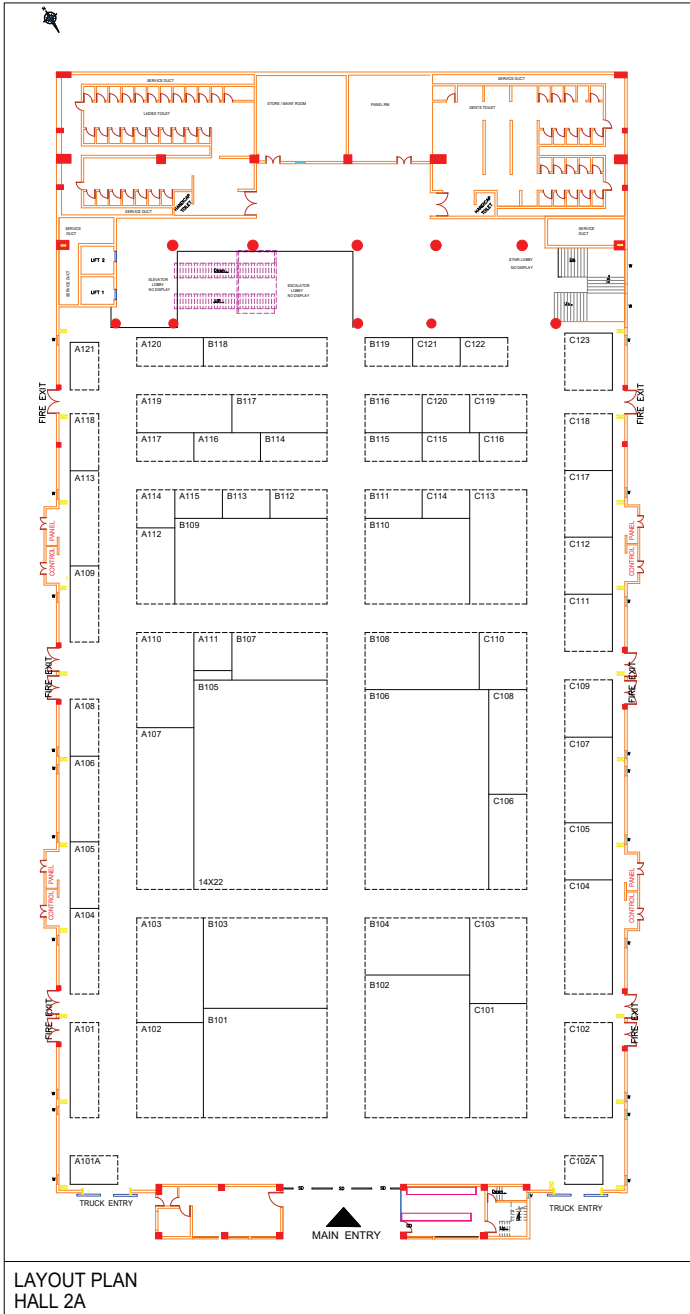 SERVICE DUCT
SERVICE DUCT
STORE / MAINT ROOM
PANEL RM
LADIES TOILET
GENTS TOILET
HANDICAP
TOILET
HANDICAP
TOILET
SERVICE DUCT
SERVICE
DUCT
SERVICE
DUCT
LIFT 2
LIFT 1
SERVICE DUCT
ELEVATOR
LOBBY
NO DISPLAY
ESCALATOR
LOBBY
NO DISPLAY
STAIR LOBBY
NO DISPLAY
A121
A120
B118
B119
C121
C122
C123
FIRE EXIT
FIRE EXIT
A119
B117
B116
C120
C119
A118
C118
A117
A116
B114
B115
C115
C116
A113
C117
A114
A115
B113
B112
B111
C114
C113
B109
B110
A112
CONTROL PANEL
CONTROL PANEL
C112
A109
C111
A110
A111
B107
B108
C110
FIRE EXIT
FIRE EXIT
B105
C109
B106
C108
A108
A107
C107
A106
C106
C105
A105
CONTROL PANEL
CONTROL PANEL
14X22
C104
A104
A103
B103
B104
C103
B102
FIRE EXIT
FIRE EXIT
C101
B101
A102
A101
C102
A101A
C102A
TRUCK ENTRY
SD
SD
SD
TRUCK ENTRY
MAIN ENTRY
LAYOUT PLAN
HALL 2A